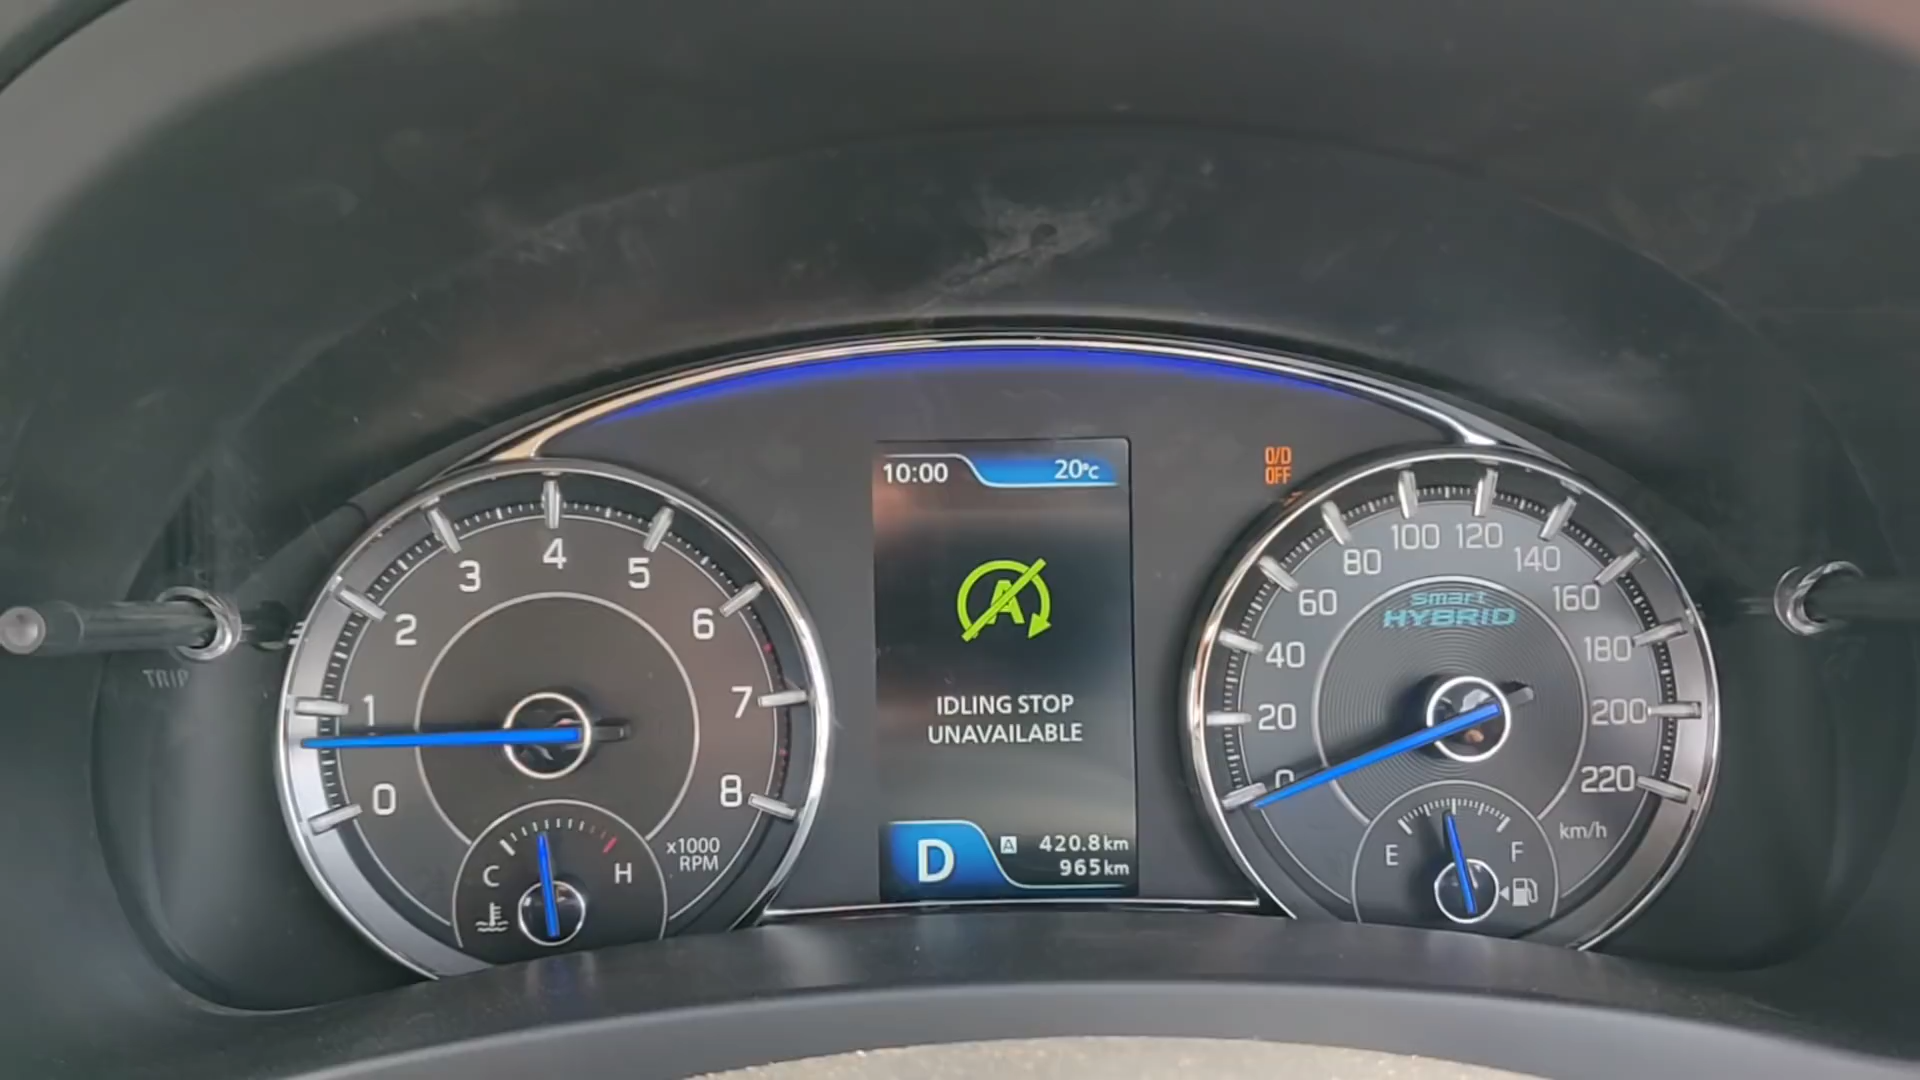 10:00
20°C
O/D
OFF
0
1
2
3
4
5
6
7
8
x1000
RPM
C
H
TRIP
A
IDLING STOP
UNAVAILABLE
D
A
420.8km
965km
smart
HYBRID
0
20
40
60
80
100
120
140
160
180
200
220
km/h
E
F